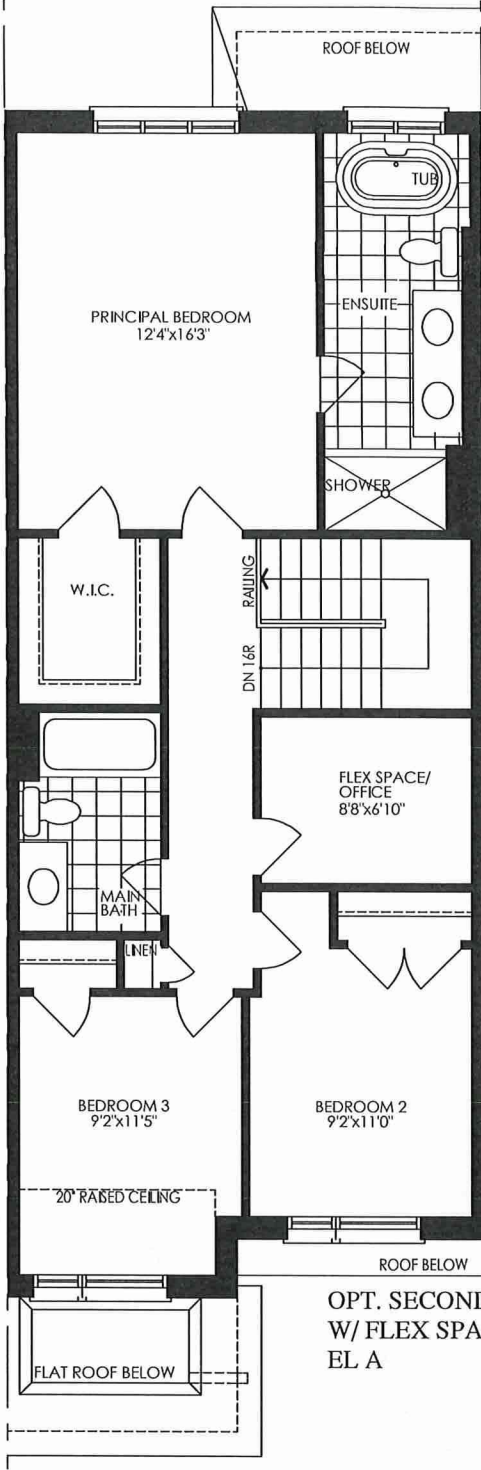 ROOF BELOW
TUB
ENSUITE
PRINCIPAL BEDROOM
12'4"x16'3"
SHOWER
W.I.C.
RAILING
DN 16R
FLEX SPACE/
OFFICE
8'8"x6'10"
MAIN
BATH
LINEN
BEDROOM 3
9'2"x11'5"
BEDROOM 2
9'2"x11'0"
20" RAISED CEILING
ROOF BELOW
OPT. SECOND
W/ FLEX SPA
EL A
FLAT ROOF BELOW